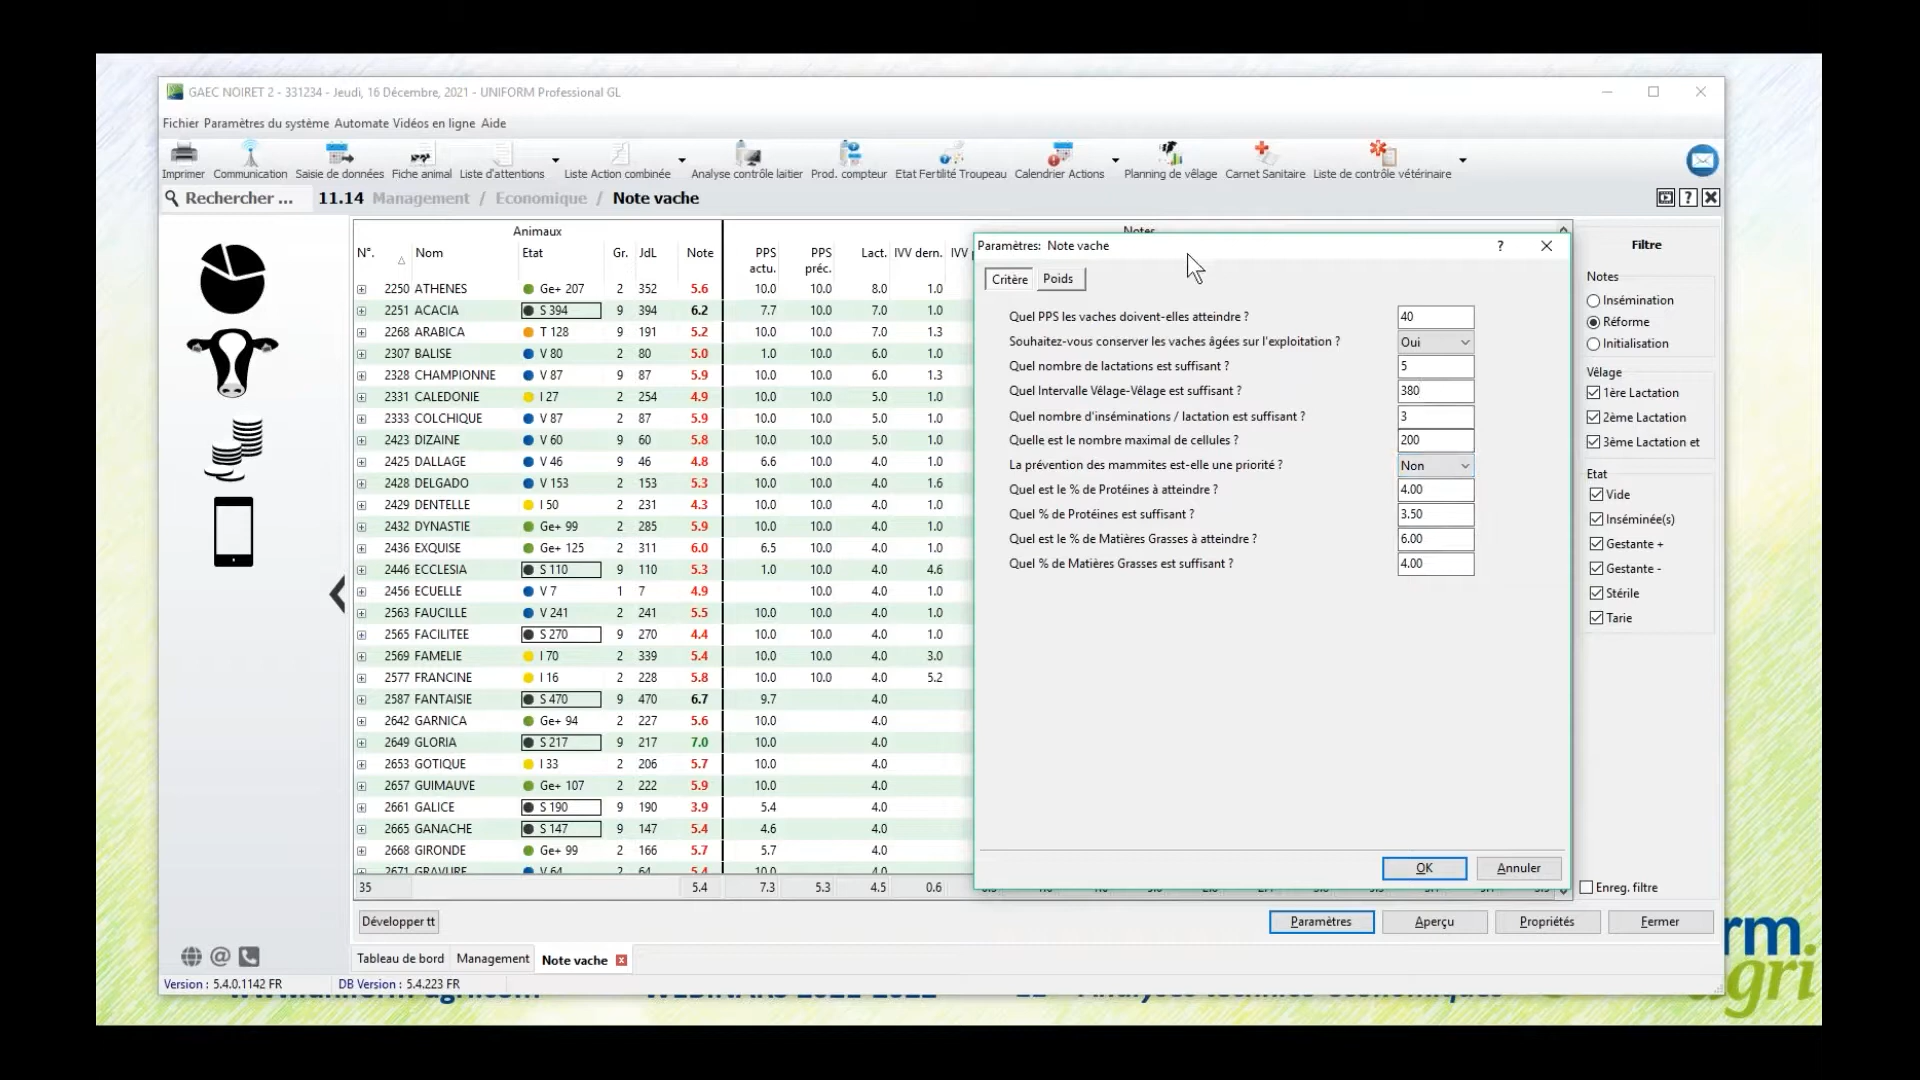 GAEC NOIRET 2 - 331234 - Jeudi, 16 Décembre, 2021 - UNIFORM Professional GL
Fichier Paramètres du système Automate Vidéos en ligne Aide
Imprimer Communication Saisie de données Fiche animal Liste d'attentions Liste Action combinée Analyse contrôle laitier Prod. compteur Etat Fertilité Troupeau Calendrier Actions Planning de vêlage Carnet Sanitaire Liste de contrôle vétérinaire
Rechercher ... 11.14 Management / Economique / Note vache
Animaux Notes
N°. Nom Etat Gr. JdL Note PPS actu. PPS préc. Lact. IVV dern. IVV
2250 ATHENES Ge+ 207 2 352 5.6 10.0 10.0 8.0 1.0
2251 ACACIA S 394 9 394 6.2 7.7 10.0 7.0 1.0
2268 ARABICA T 128 9 191 5.2 10.0 10.0 7.0 1.3
2307 BALISE V 80 2 80 5.0 1.0 10.0 6.0 1.0
2328 CHAMPIONNE V 87 9 87 5.9 10.0 10.0 6.0 1.3
2331 CALEDONIE I 27 2 254 4.9 10.0 10.0 5.0 1.0
2333 COLCHIQUE V 87 2 87 5.9 10.0 10.0 5.0 1.0
2423 DIZAINE V 60 9 60 5.8 10.0 10.0 5.0 1.0
2425 DALLAGE V 46 9 46 4.8 6.6 10.0 4.0 1.0
2428 DELGADO V 153 2 153 5.3 10.0 10.0 4.0 1.6
2429 DENTELLE I 50 2 231 4.3 10.0 10.0 4.0 1.0
2432 DYNASTIE Ge+ 99 2 285 5.9 10.0 10.0 4.0 1.0
2436 EXQUISE Ge+ 125 2 311 6.0 6.5 10.0 4.0 1.0
2446 ECCLESIA S 110 9 110 5.3 1.0 10.0 4.0 4.6
2456 ECUELLE V 7 1 7 4.9 10.0 4.0 1.0
2563 FAUCILLE V 241 2 241 5.5 10.0 10.0 4.0 1.0
2565 FACILITEE S 270 9 270 4.4 10.0 10.0 4.0 1.0
2569 FAMELIE I 70 2 339 5.4 10.0 10.0 4.0 3.0
2577 FRANCINE I 16 2 228 5.8 10.0 10.0 4.0 5.2
2587 FANTAISIE S 470 9 470 6.7 9.7 4.0
2642 GARNICA Ge+ 94 2 227 5.6 10.0 4.0
2649 GLORIA S 217 9 217 7.0 10.0 4.0
2653 GOTIQUE I 33 2 206 5.7 10.0 4.0
2657 GUIMAUVE Ge+ 107 2 222 5.9 10.0 4.0
2661 GALICE S 190 9 190 3.9 5.4 4.0
2665 GANACHE S 147 9 147 5.4 4.6 4.0
2668 GIRONDE Ge+ 99 2 166 5.7 5.7 4.0
2671 GRAVURE V 64 2 64 5.4 10.0 4.0
35 5.4 7.3 5.3 4.5 0.6
Développer tt
Paramètres: Note vache ?
Critère Poids
Quel PPS les vaches doivent-elles atteindre ? 40
Souhaitez-vous conserver les vaches âgées sur l'exploitation ? Oui
Quel nombre de lactations est suffisant ? 5
Quel Intervalle Vêlage-Vêlage est suffisant ? 380
Quel nombre d'inséminations / lactation est suffisant ? 3
Quelle est le nombre maximal de cellules ? 200
La prévention des mammites est-elle une priorité ? Non
Quel est le % de Protéines à atteindre ? 4.00
Quel % de Protéines est suffisant ? 3.50
Quel est le % de Matières Grasses à atteindre ? 6.00
Quel % de Matières Grasses est suffisant ? 4.00
OK Annuler
Filtre
Notes
Insémination
Réforme
Initialisation
Vêlage
1ère Lactation
2ème Lactation
3ème Lactation et
Etat
Vide
Inséminée(s)
Gestante +
Gestante -
Stérile
Tarie
Enreg. filtre
Paramètres Aperçu Propriétés Fermer
Tableau de bord Management Note vache
Version : 5.4.0.1142 FR DB Version : 5.4.223 FR
rm.
agri